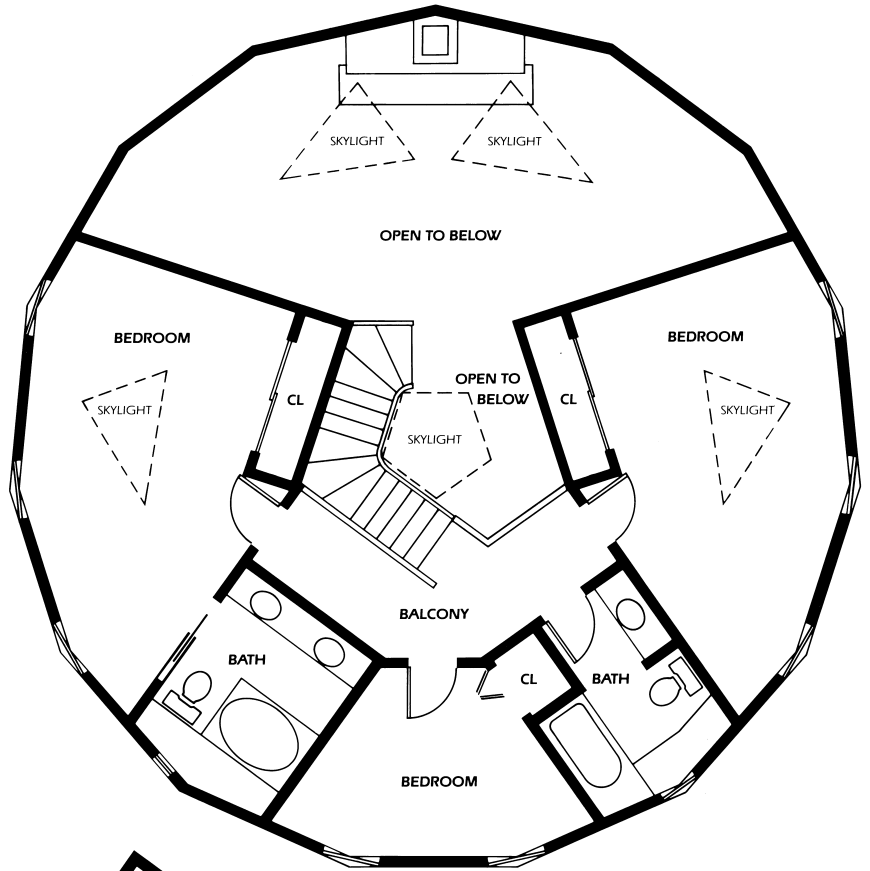 SKYLIGHT
SKYLIGHT
OPEN TO BELOW
BEDROOM
BEDROOM
OPEN TO
BELOW
CL
CL
SKYLIGHT
SKYLIGHT
SKYLIGHT
BALCONY
BATH
CL
BATH
BEDROOM